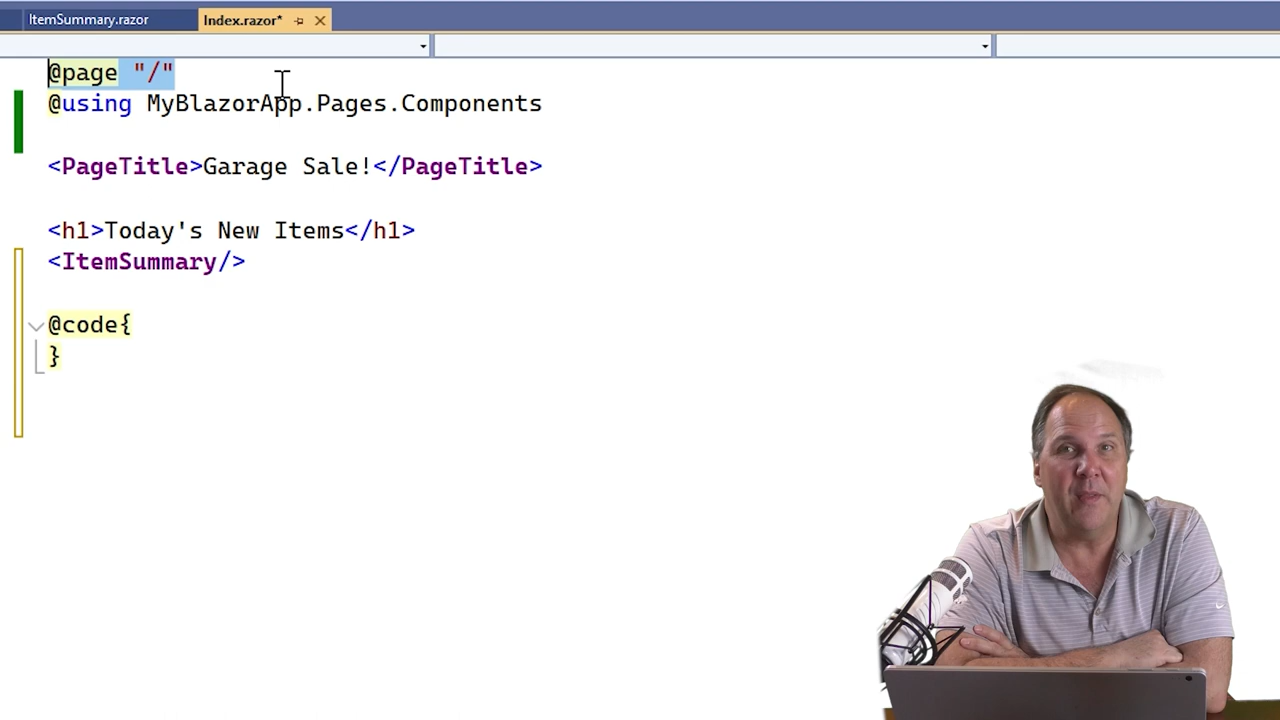 ItemSummary.razor
Index.razor*
@page "/"
@using MyBlazorApp.Pages.Components
<PageTitle>Garage Sale!</PageTitle>
<h1>Today's New Items</h1>
<ItemSummary/>
@code{
}